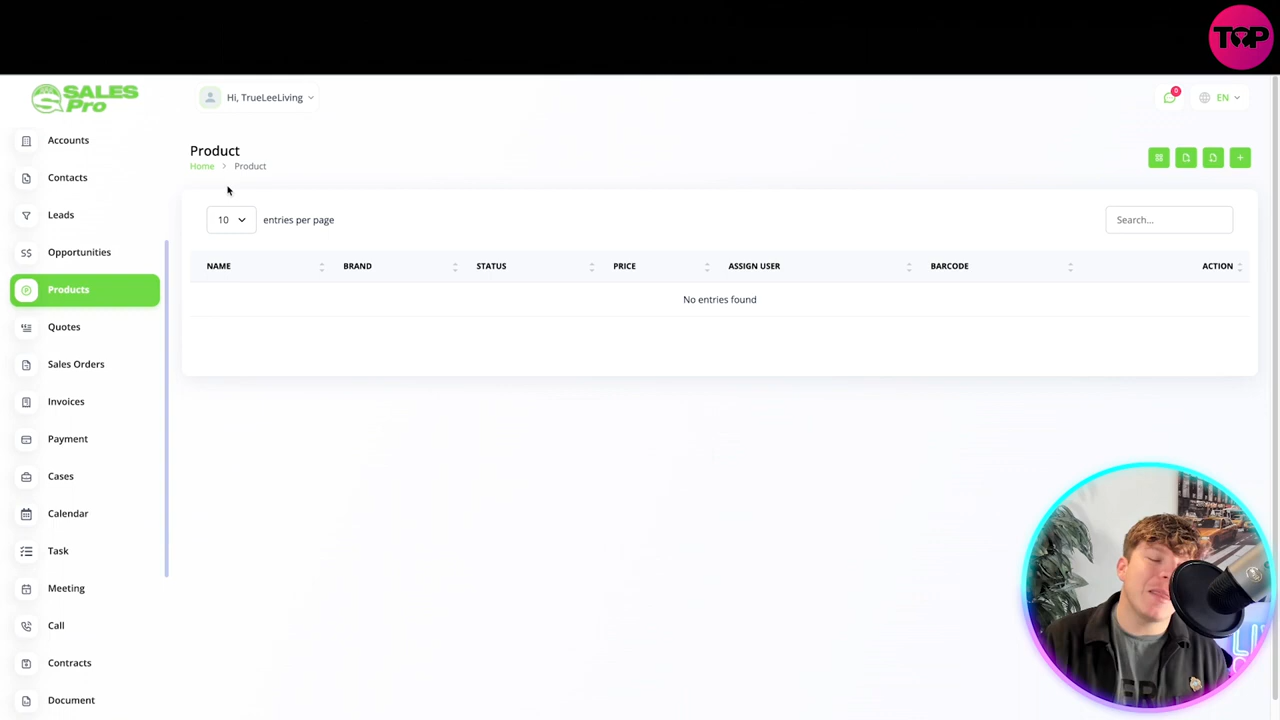 TOP
SALES
Pro
Hi, TrueLeeLiving
0
EN
Accounts
Contacts
Leads
Opportunities
Products
Quotes
Sales Orders
Invoices
Payment
Cases
Calendar
Task
Meeting
Call
Contracts
Document
Product
Home > Product
10 entries per page
Search...
NAME BRAND STATUS PRICE ASSIGN USER BARCODE ACTION
No entries found